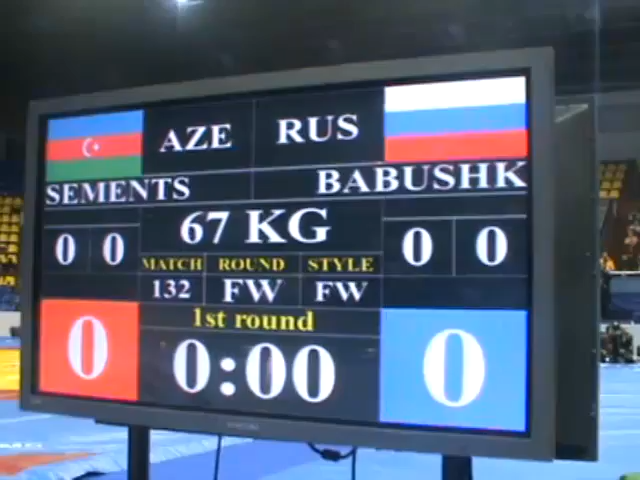 AZE RUS
SEMENTS BABUSHK
67 KG
0 0 0 0
MATCH ROUND STYLE
132 FW FW
1st round
0 0:00 0